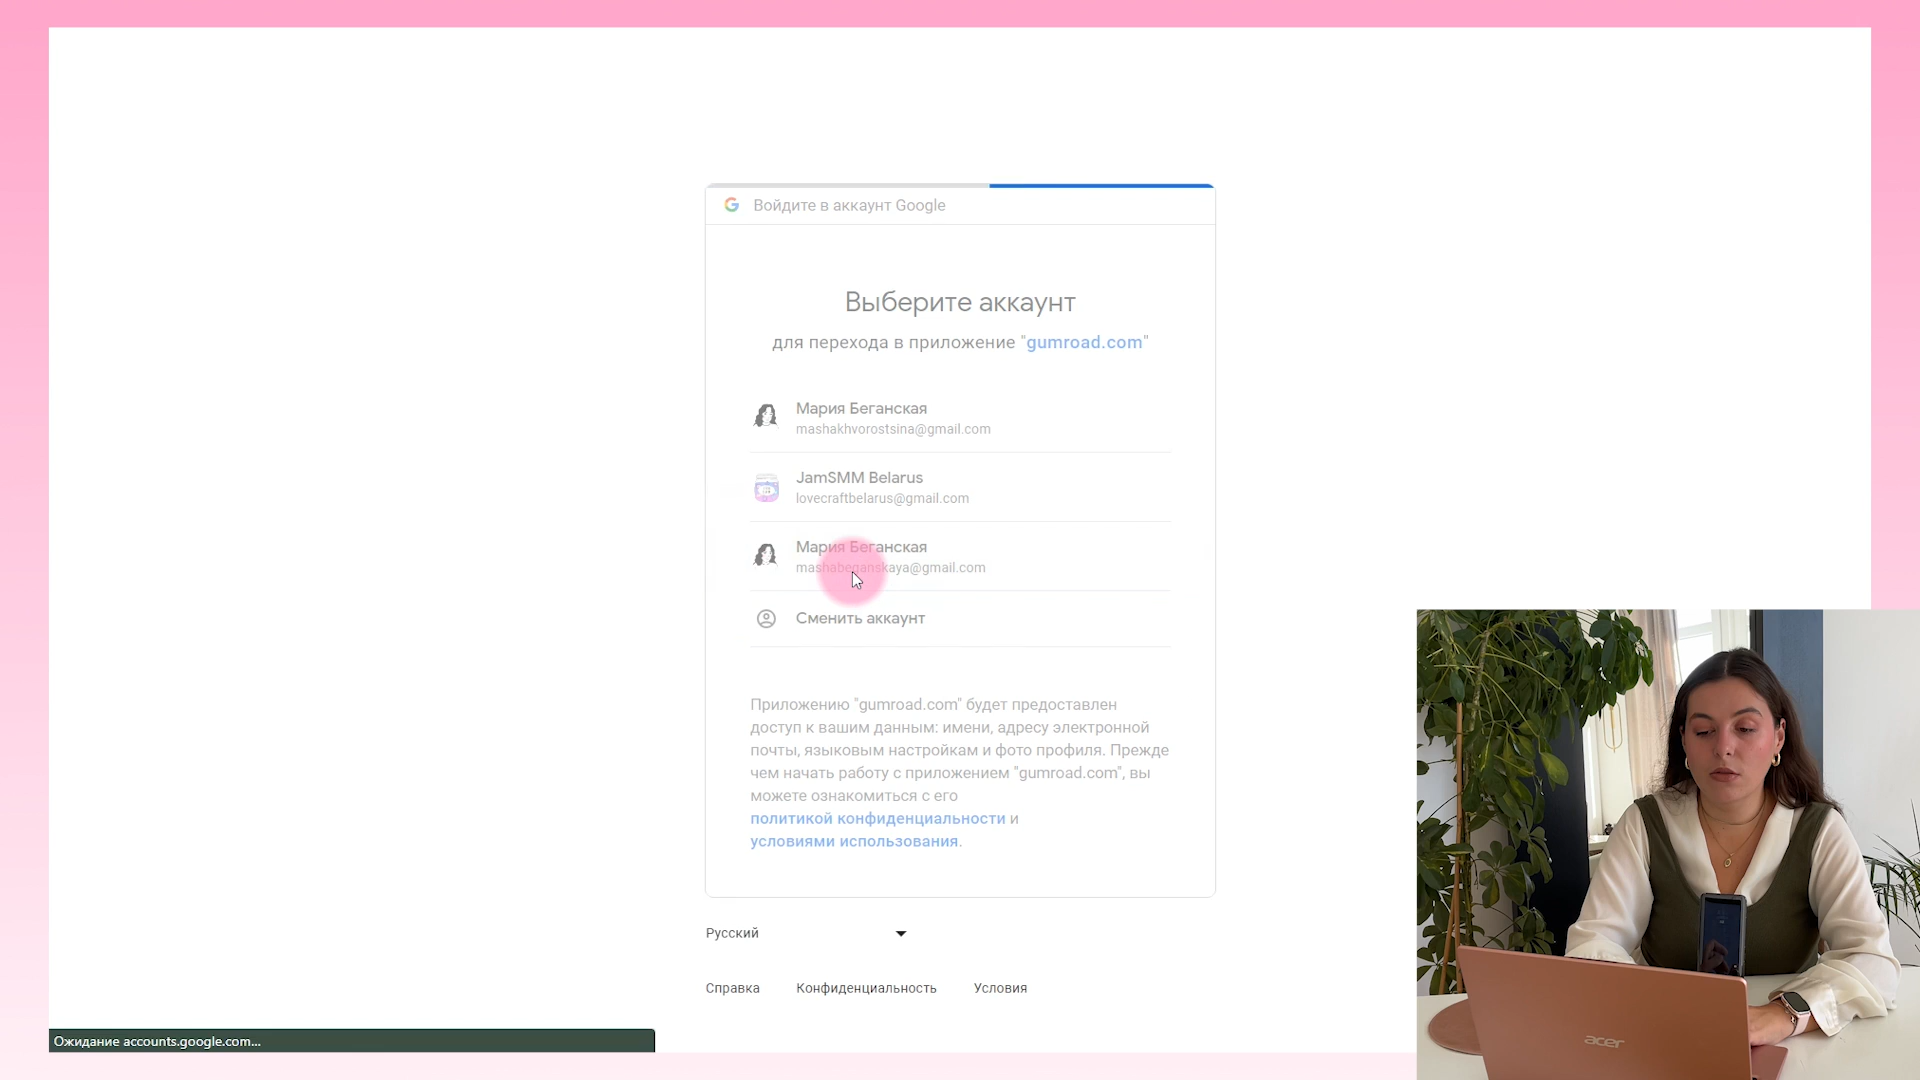 Войдите в аккаунт Google
Выберите аккаунт
для перехода в приложение "gumroad.com"
Мария Беганская
mashakhvorostsina@gmail.com
JamSMM Belarus
lovecraftbelarus@gmail.com
Мария Беганская
mashabeganskaya@gmail.com
Сменить аккаунт
Приложению "gumroad.com" будет предоставлен
доступ к вашим данным: имени, адресу электронной
почты, языковым настройкам и фото профиля. Прежде
чем начать работу с приложением "gumroad.com", вы
можете ознакомиться с его
политикой конфиденциальности и
условиями использования.
Русский
Справка Конфиденциальность Условия
Ожидание accounts.google.com...
acer